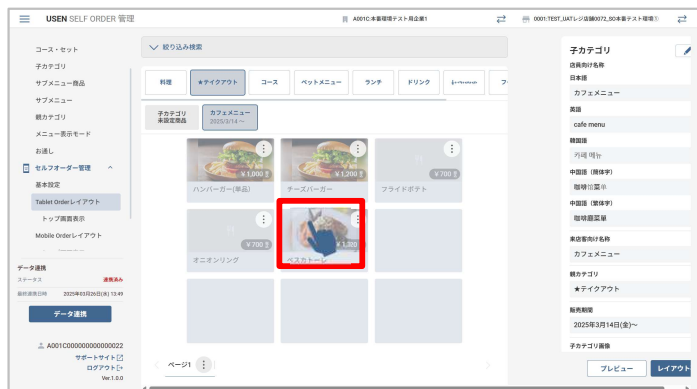 USEN SELF ORDER 管理
A001C:本番環境テスト用企業1
0001:TEST_UATレジ店舗0072_SO本番テスト環境①
コース・セット
子カテゴリ
サブメニュー商品
サブメニュー
親カテゴリ
メニュー表示モード
お通し
セルフオーダー管理
基本設定
Tablet Orderレイアウト
トップ画面表示
Mobile Orderレイアウト
データ連携
ステータス 連携済み
最終連携日時 2025年03月26日(水) 13:49
データ連携
A001C000000000000022
サポートサイト
ログアウト
Ver.1.0.0
絞り込み検索
料理
★テイクアウト
コース
ペットメニュー
ランチ
ドリンク
子カテゴリ
未設定商品
カフェメニュー
2025/3/14～
¥1,000
ハンバーガー(単品)
¥1,200
チーズバーガー
¥700
フライドポテト
¥700
オニオンリング
¥1,300
ペスカトーレ
ページ1
子カテゴリ
店員向け名称
日本語
カフェメニュー
英語
cafe menu
韓国語
카페 메뉴
中国語（簡体字）
咖啡馆菜单
中国語（繁体字）
咖啡廳菜單
来店客向け名称
カフェメニュー
親カテゴリ
★テイクアウト
販売期間
2025年3月14日(金)～
子カテゴリ画像
プレビュー
レイアウト